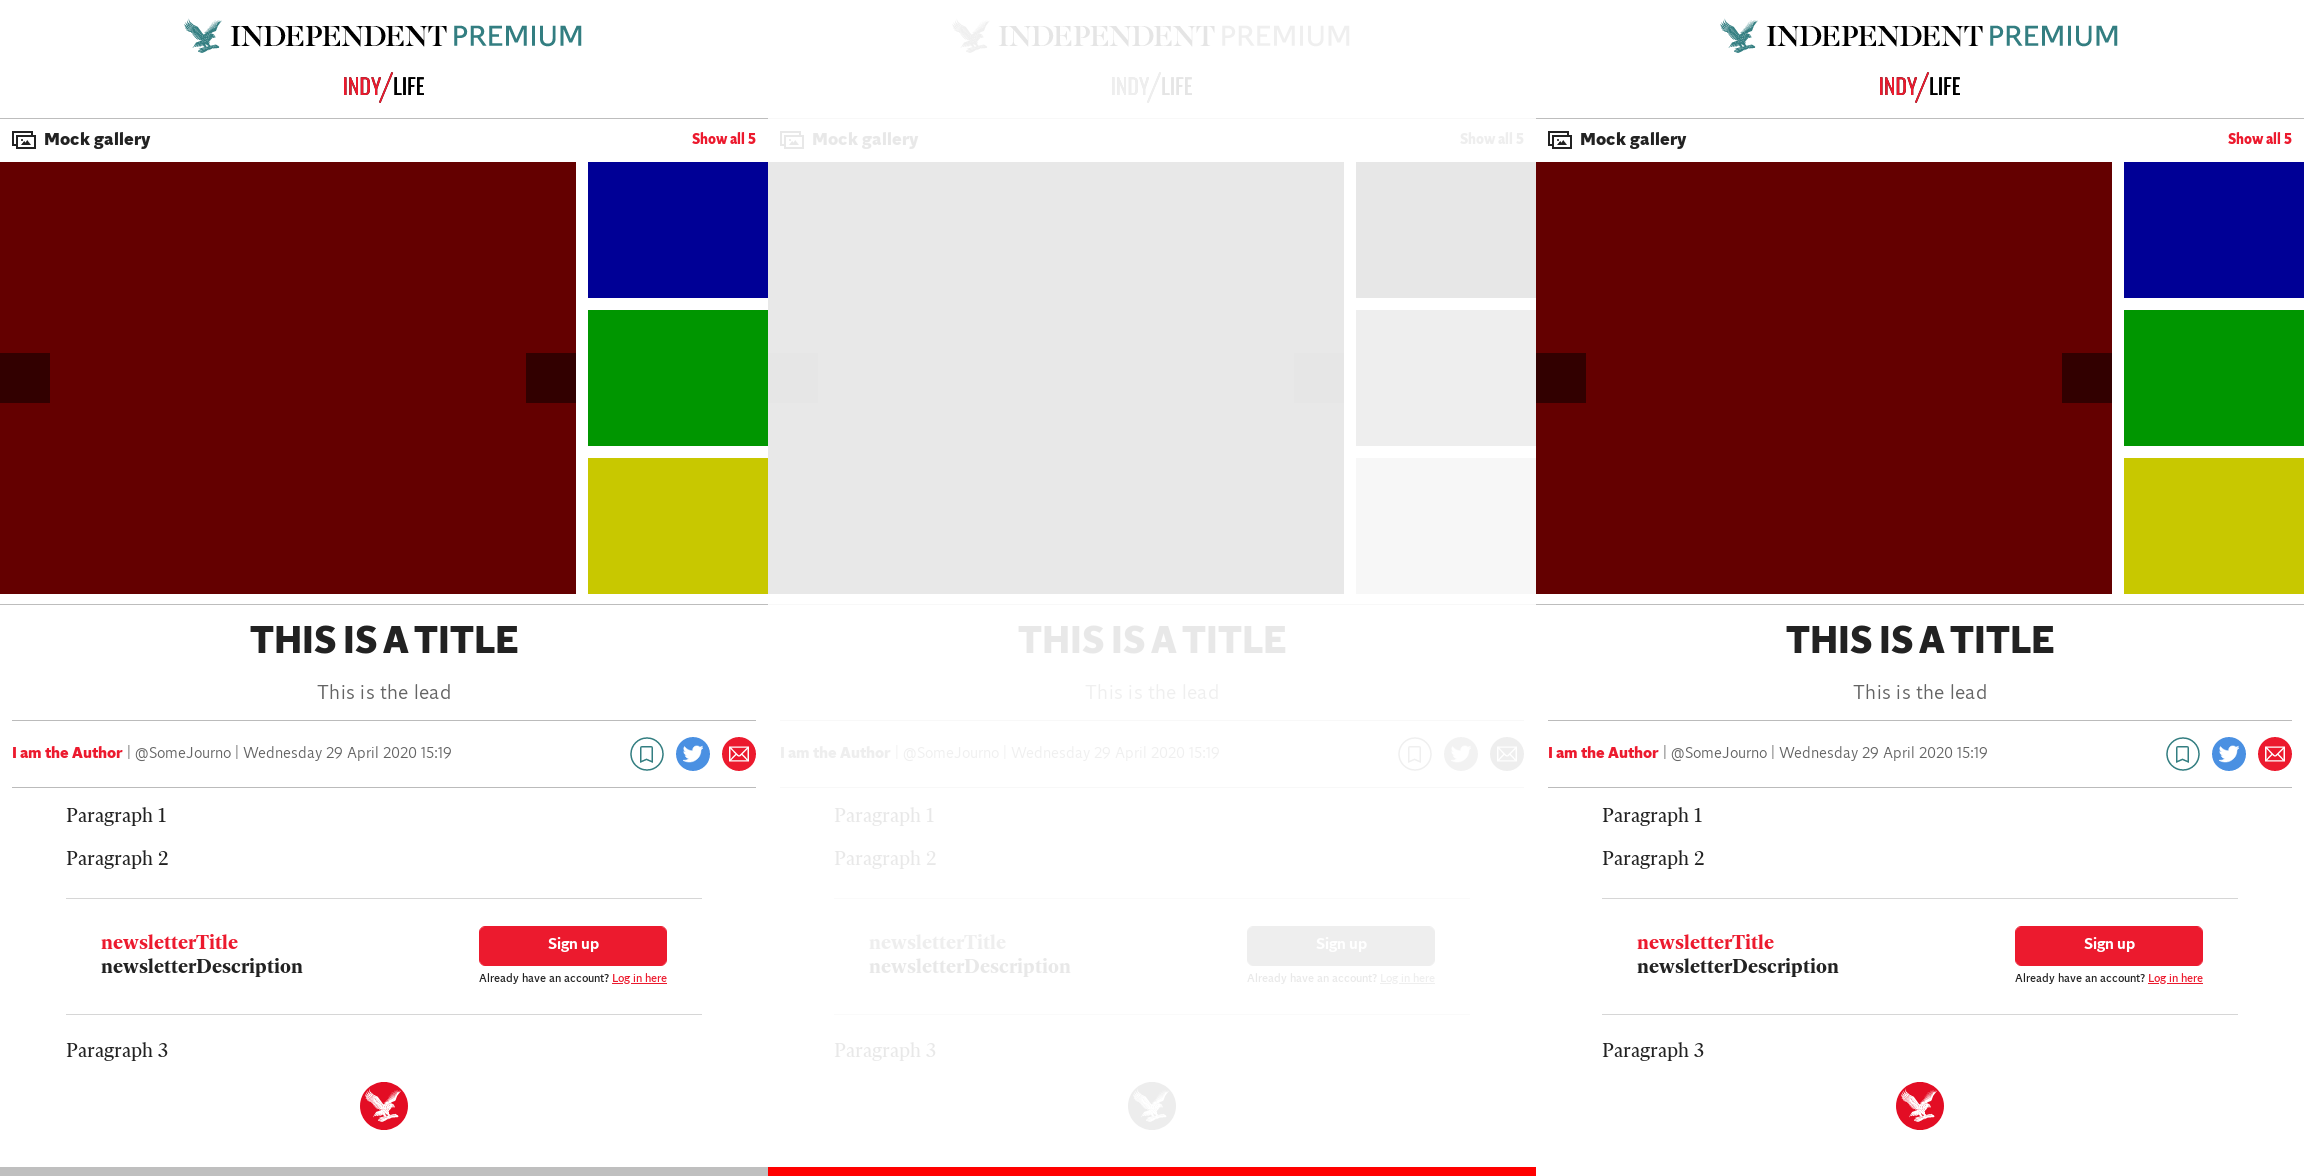 INDEPENDENT PREMIUM
INDY/LIFE
Mock gallery
Show all 5
THIS IS A TITLE
This is the lead
I am the Author | @SomeJourno | Wednesday 29 April 2020 15:19
Paragraph 1
Paragraph 2
newsletterTitle
newsletterDescription
Sign up
Already have an account? Log in here
Paragraph 3
INDEPENDENT PREMIUM
INDY/LIFE
Mock gallery
Show all 5
THIS IS A TITLE
This is the lead
I am the Author | @SomeJourno | Wednesday 29 April 2020 15:19
Paragraph 1
Paragraph 2
newsletterTitle
newsletterDescription
Sign up
Already have an account? Log in here
Paragraph 3
INDEPENDENT PREMIUM
INDY/LIFE
Mock gallery
Show all 5
THIS IS A TITLE
This is the lead
I am the Author | @SomeJourno | Wednesday 29 April 2020 15:19
Paragraph 1
Paragraph 2
newsletterTitle
newsletterDescription
Sign up
Already have an account? Log in here
Paragraph 3